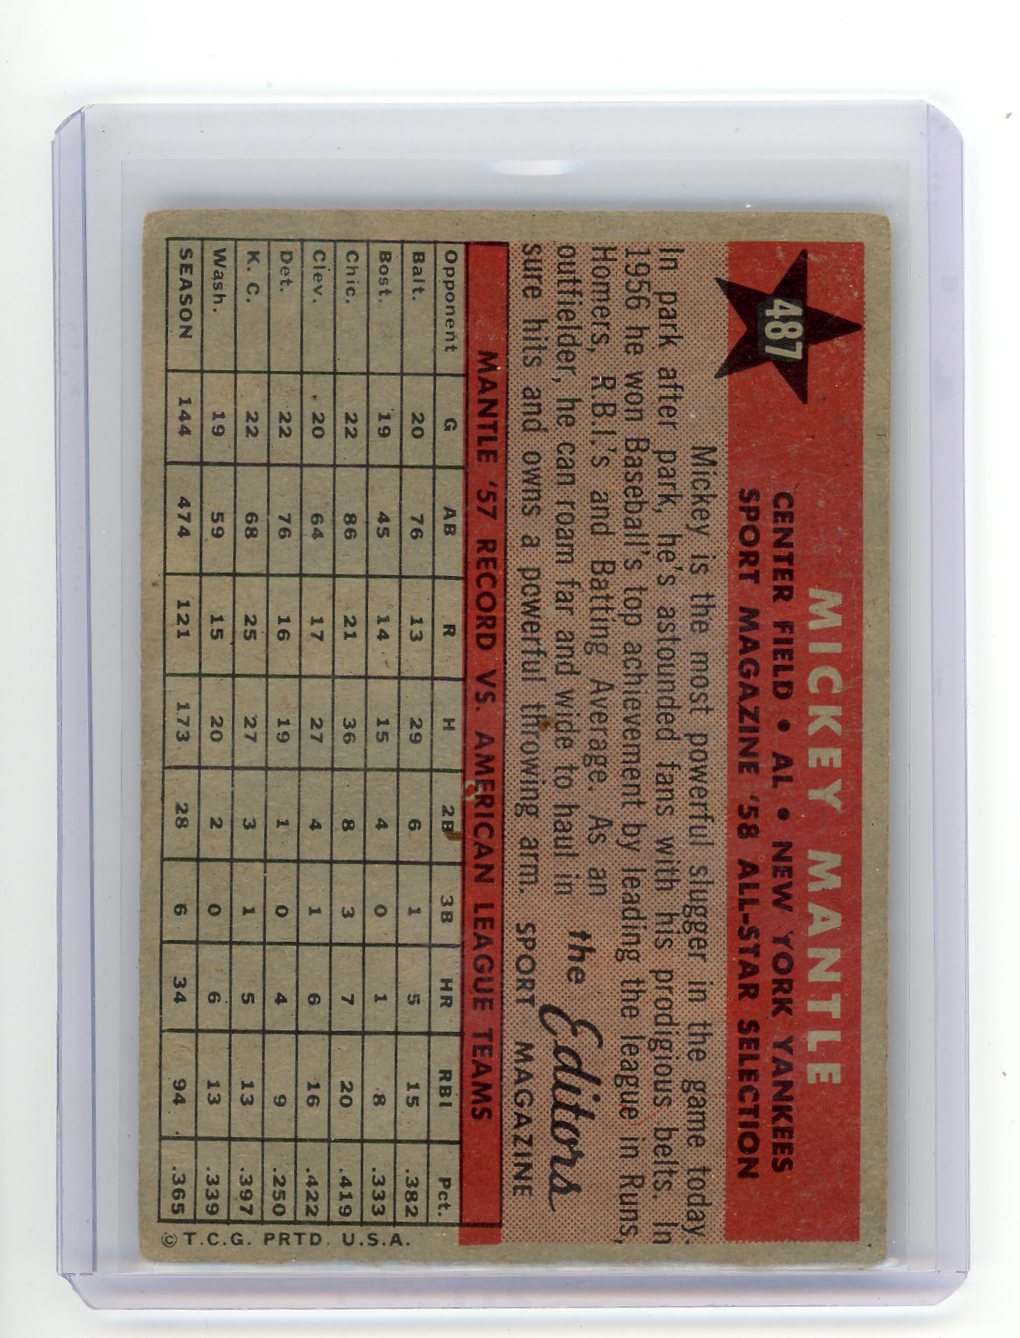 487
MICKEY MANTLE
CENTER FIELD • AL • NEW YORK YANKEES
SPORT MAGAZINE '58 ALL-STAR SELECTION
Mickey is the most powerful slugger in the game today.
In park after park, he's astounded fans with his prodigious belts. In
1956 he won Baseball's top achievement by leading the league in Runs,
Homers, R.B.I.'s and Batting Average. As an
outfielder, he can roam far and wide to haul in
sure hits and owns a powerful throwing arm.
the Editors
SPORT MAGAZINE
MANTLE '57 RECORD VS. AMERICAN LEAGUE TEAMS
Opponent G AB R H 2B 3B HR RBI Pct.
Balt. 20 76 13 29 6 1 5 15 .382
Bost. 19 45 14 15 4 0 1 8 .333
Chic. 22 86 21 36 8 3 7 20 .419
Clev. 20 64 17 27 4 1 6 16 .422
Det. 22 76 16 19 1 0 4 9 .250
K. C. 22 68 25 27 3 1 5 13 .397
Wash. 19 59 15 20 2 0 6 13 .339
SEASON 144 474 121 173 28 6 34 94 .365
© T.C.G. PRTD. U.S.A.